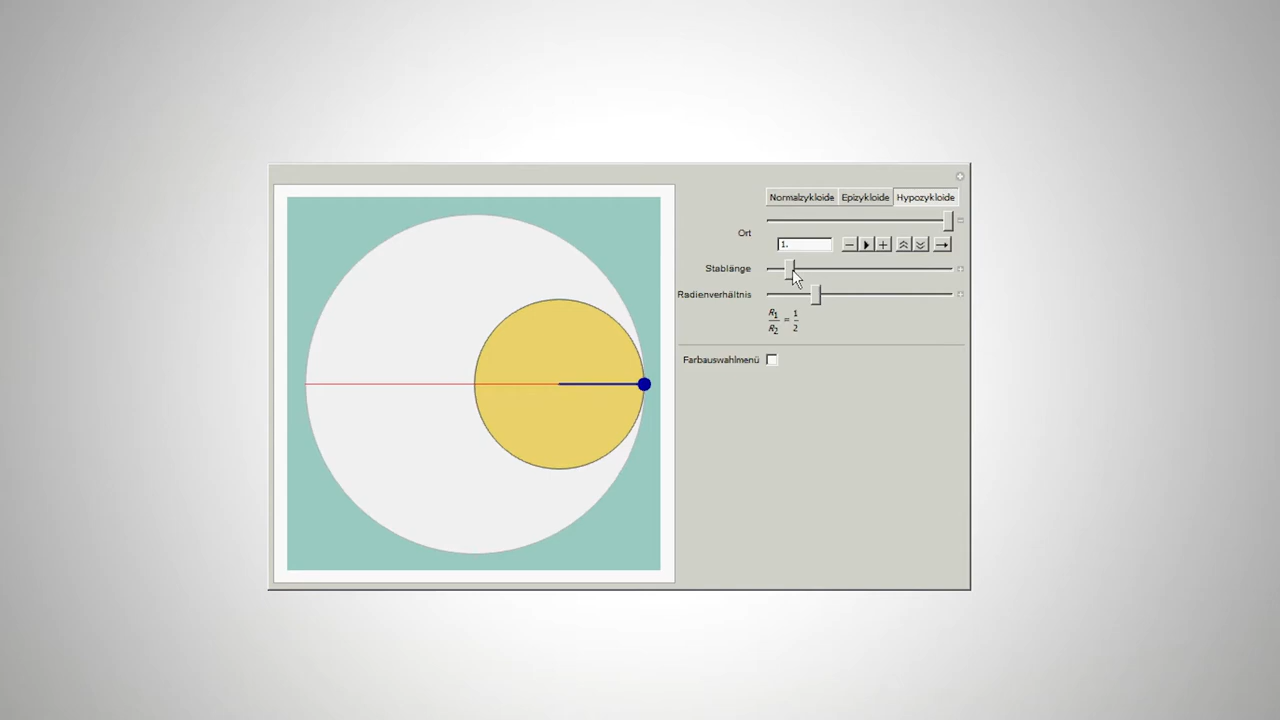 Normalzykloide Epizykloide Hypozykloide
Ort
1.
Stablänge
Radienverhältnis
R1/R2 = 1/2
Farbauswahlmenü